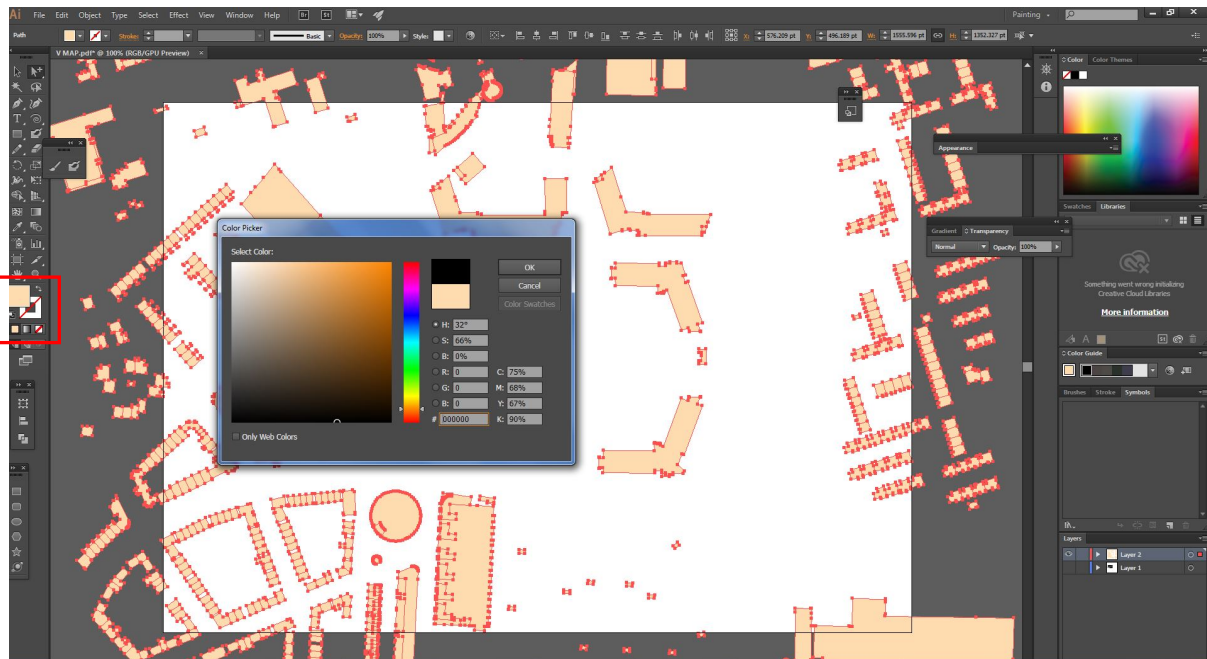 Ai File Edit Object Type Select Effect View Window Help Br St Painting
Path Stroke: Basic Opacity: 100% Style: X: 576.209 pt Y: 496.189 pt W: 1555.596 pt H: 1352.327 pt
V MAP.pdf* @ 100% (RGB/GPU Preview) ×
Color Color Themes
Appearance
Swatches Libraries
Gradient Transparency
Normal Opacity: 100%
Something went wrong initializing
Creative Cloud Libraries
More information
Color Guide
Brushes Stroke Symbols
Layers
Layer 2
Layer 1
Color Picker
Select Color:
OK
Cancel
Color Swatches
H: 32°
S: 66%
B: 0%
R: 0 C: 75%
G: 0 M: 68%
B: 0 Y: 67%
# 000000 K: 90%
Only Web Colors